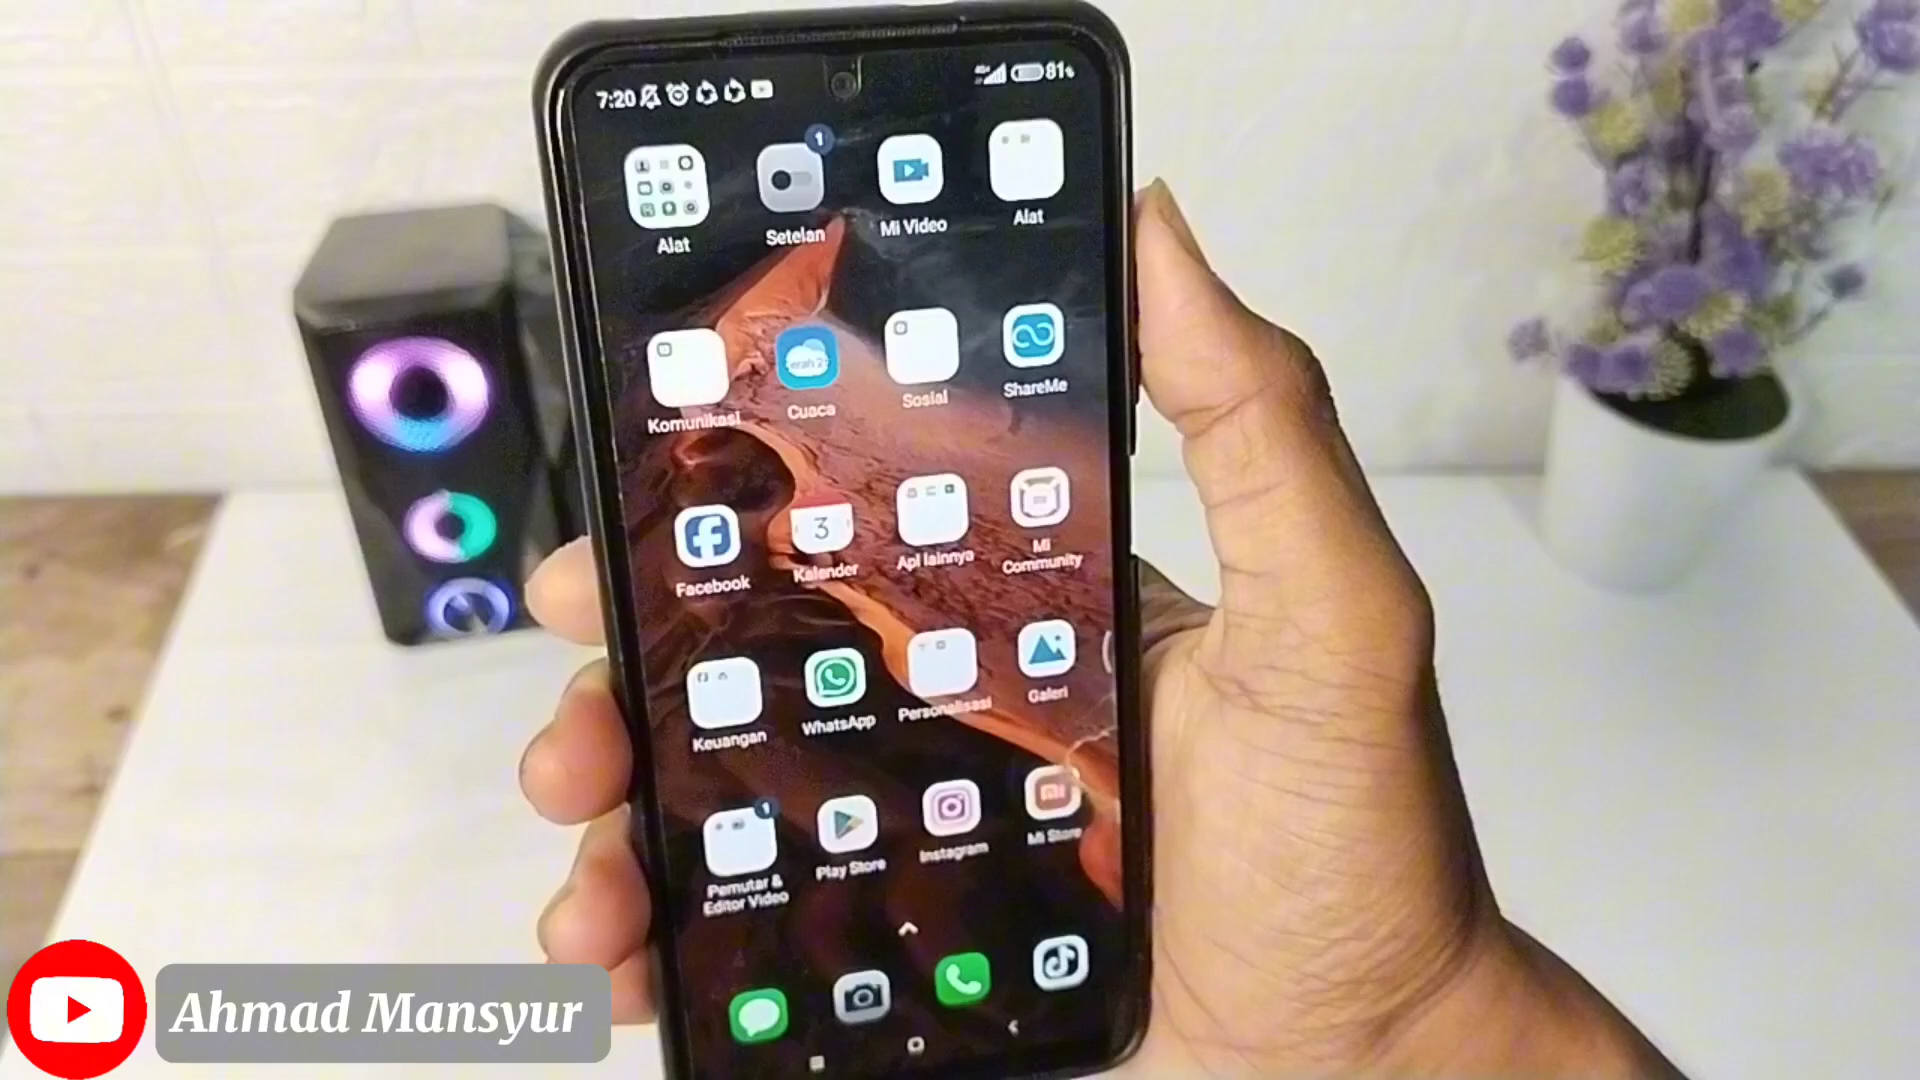 7:20
81%
1
Alat
Setelan
Mi Video
Alat
Komunikasi
Cuaca
Sosial
ShareMe
Facebook
3
Kalender
Apl lainnya
Mi
Community
Keuangan
WhatsApp
Personalisasi
Galeri
1
Pemutar &
Editor Video
Play Store
Instagram
Mi Store
Ahmad Mansyur